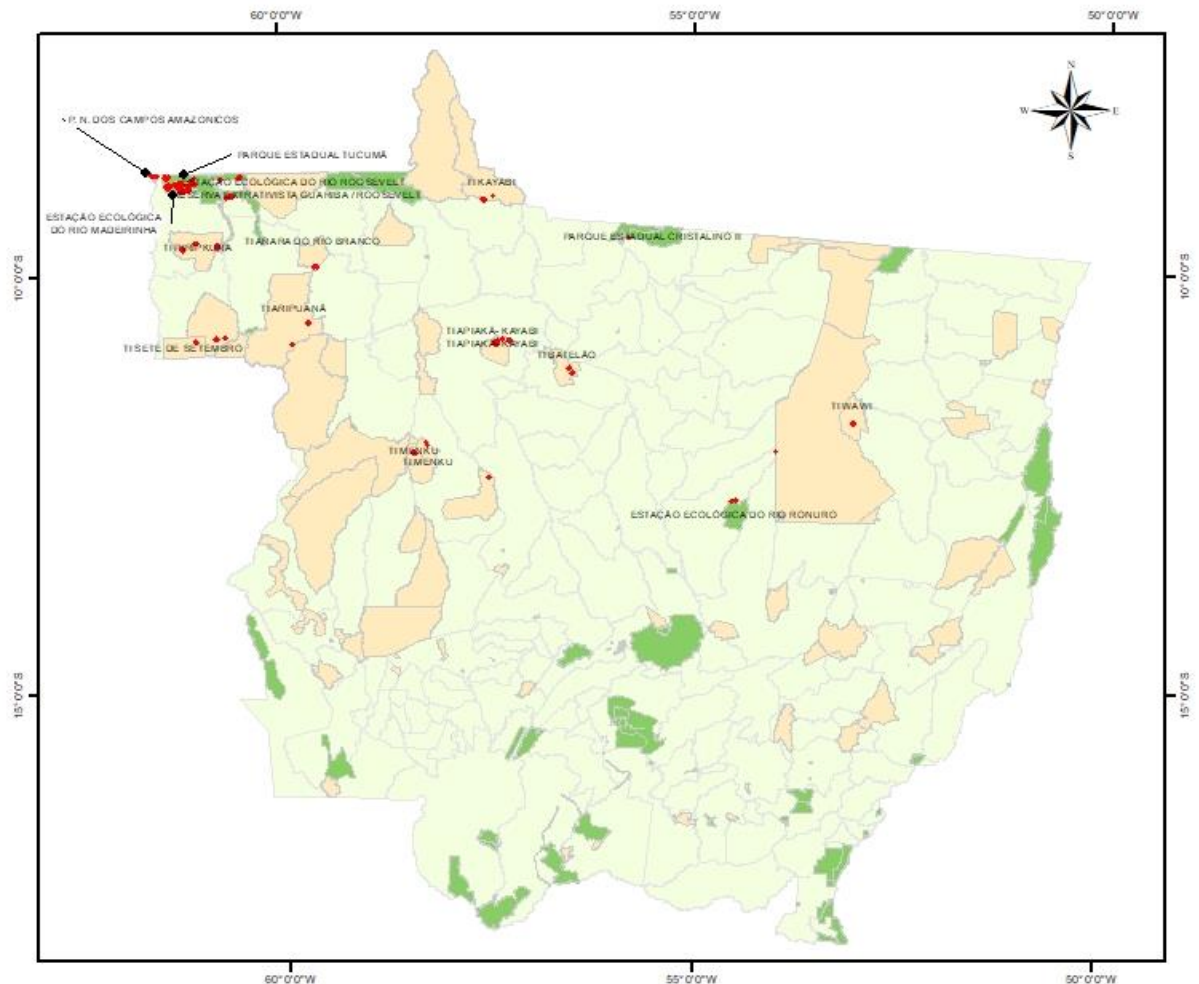 60°0'0"W 55°0'0"W 50°0'0"W
N
W E
S
P. N. DOS CAMPOS AMAZONICOS
PARQUE ESTADUAL TUCUMÃ
ESTAÇÃO ECOLÓGICA DO RIO ROOSEVELT
RESERVA EXTRATIVISTA GUARIBA / ROOSEVELT
TI KAYABI
ESTAÇÃO ECOLÓGICA
DO RIO MADEIRINHA
TI ARARA DO RIO BRANCO
PARQUE ESTADUAL CRISTALINO II
10°0'0"S 10°0'0"S
TI ARIPUANÃ
TI APIAKÁ- KAYABI
TI APIAKÁ- KAYABI
TI SETE DE SETEMBRO
TI BATELÃO
TI WAWI
TI MENKU
TI MENKU
ESTAÇÃO ECOLÓGICA DO RIO RONURO
15°0'0"S 15°0'0"S
60°0'0"W 55°0'0"W 50°0'0"W